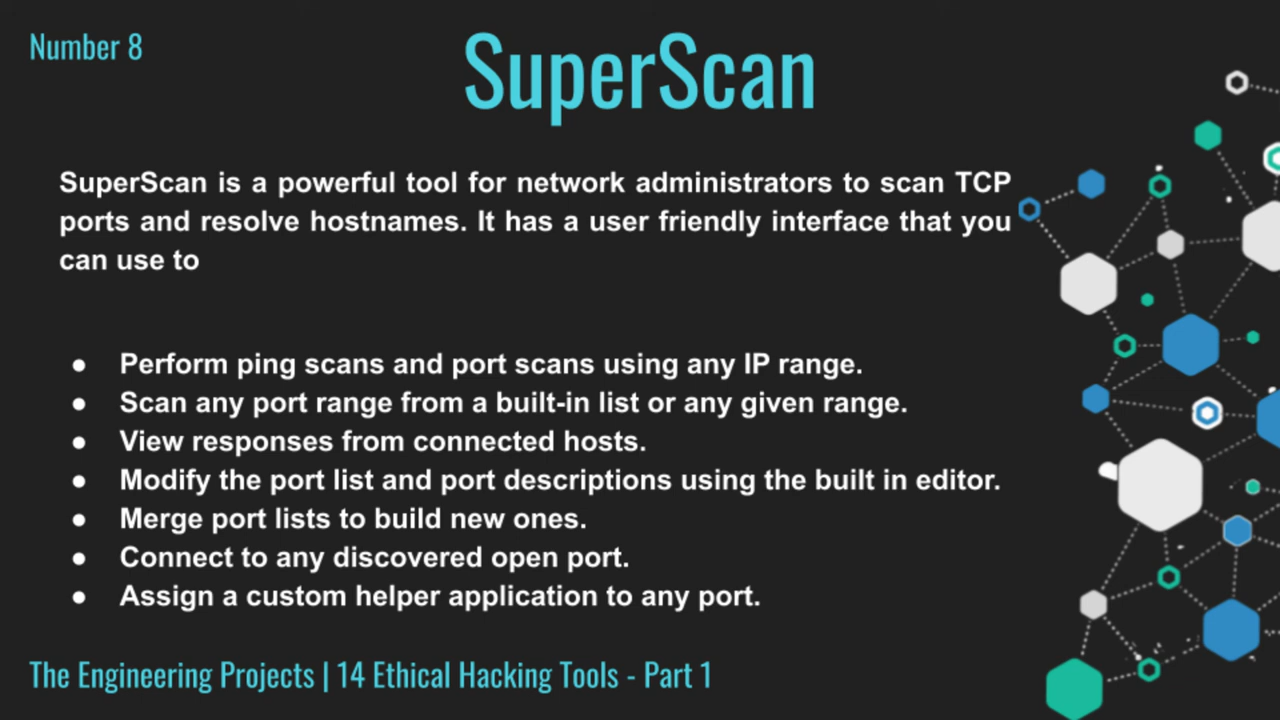 Number 8
SuperScan
SuperScan is a powerful tool for network administrators to scan TCP
ports and resolve hostnames. It has a user friendly interface that you
can use to
● Perform ping scans and port scans using any IP range.
● Scan any port range from a built-in list or any given range.
● View responses from connected hosts.
● Modify the port list and port descriptions using the built in editor.
● Merge port lists to build new ones.
● Connect to any discovered open port.
● Assign a custom helper application to any port.
The Engineering Projects | 14 Ethical Hacking Tools - Part 1